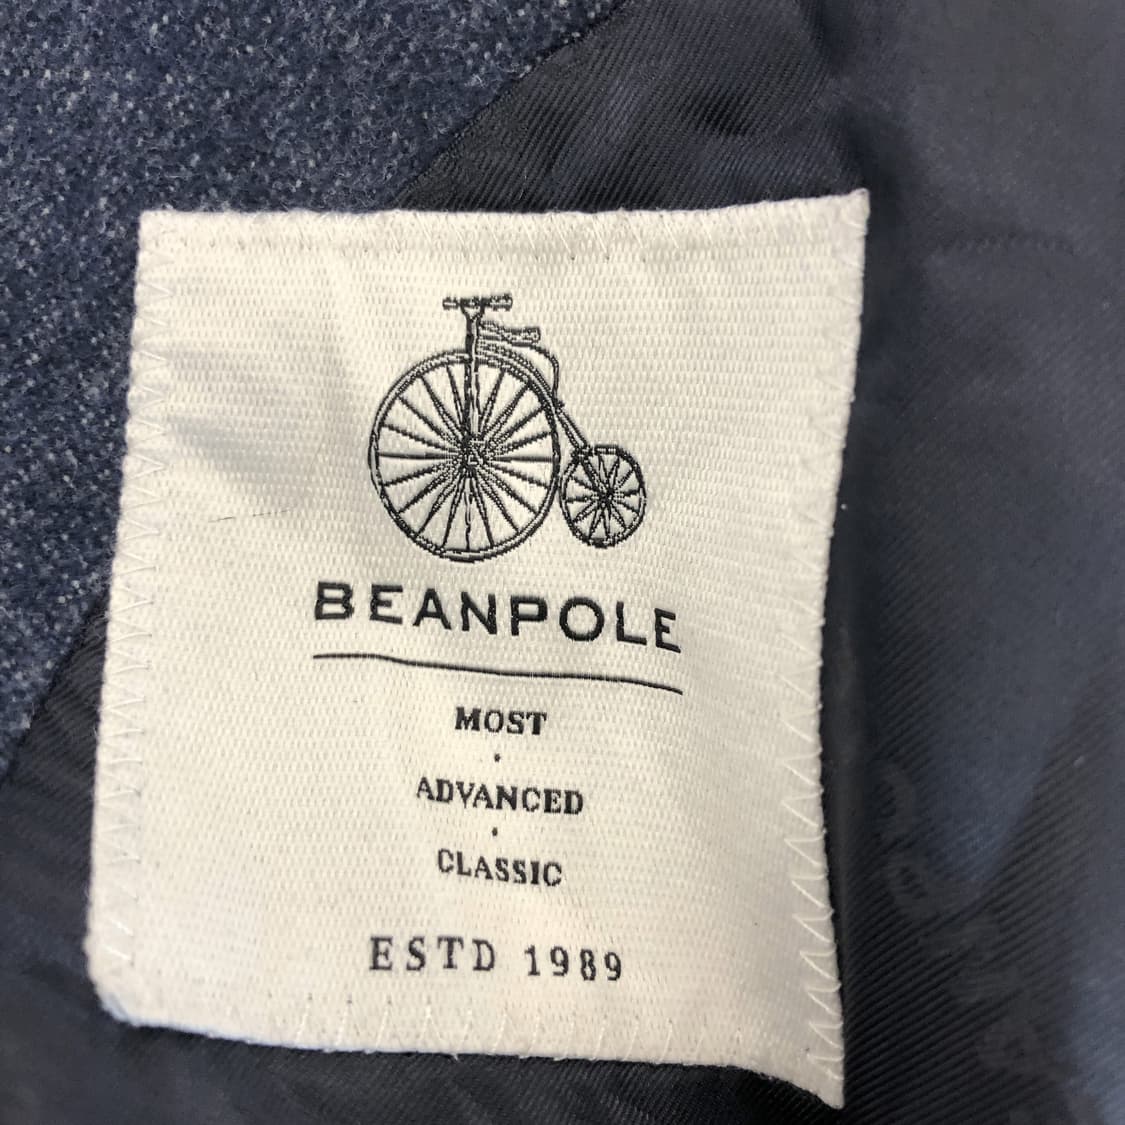 BEANPOLE
MOST
·
ADVANCED
·
CLASSIC
ESTD 1989